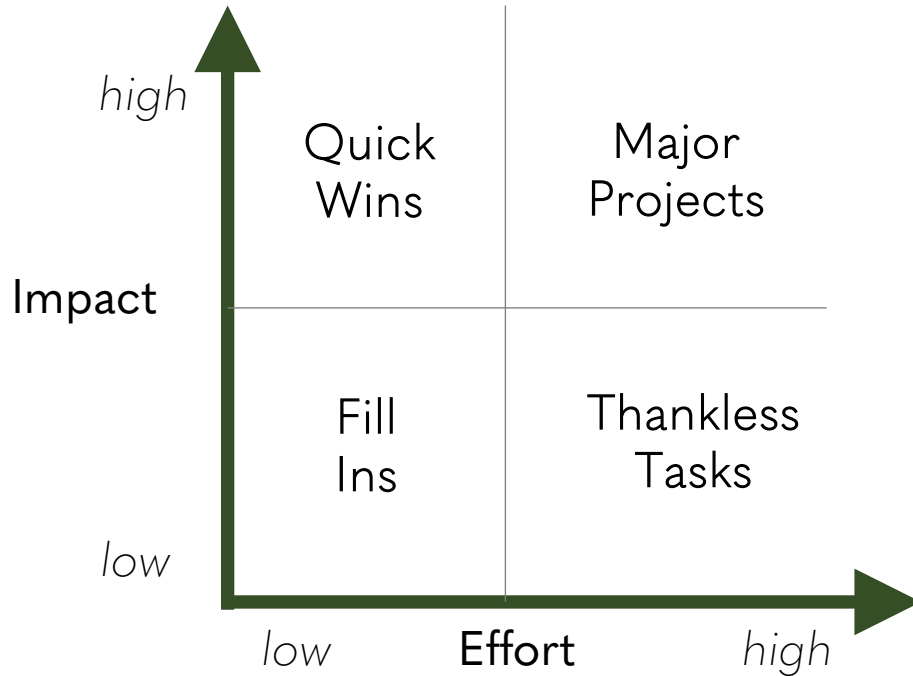 high
Quick
Wins
Major
Projects
Impact
Fill
Ins
Thankless
Tasks
low
low
Effort
high